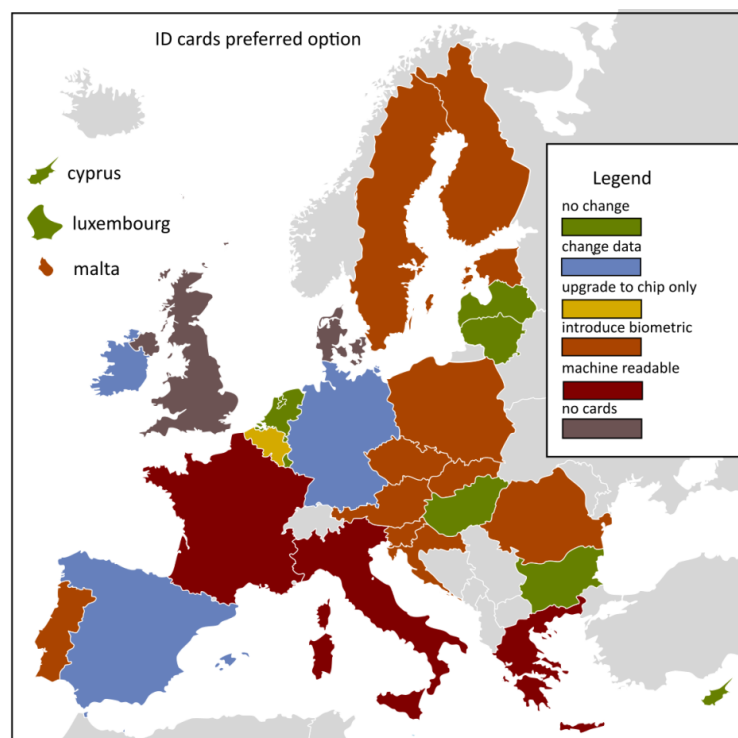 ID cards preferred option
cyprus
luxembourg
malta
Legend
no change
change data
upgrade to chip only
introduce biometric
machine readable
no cards